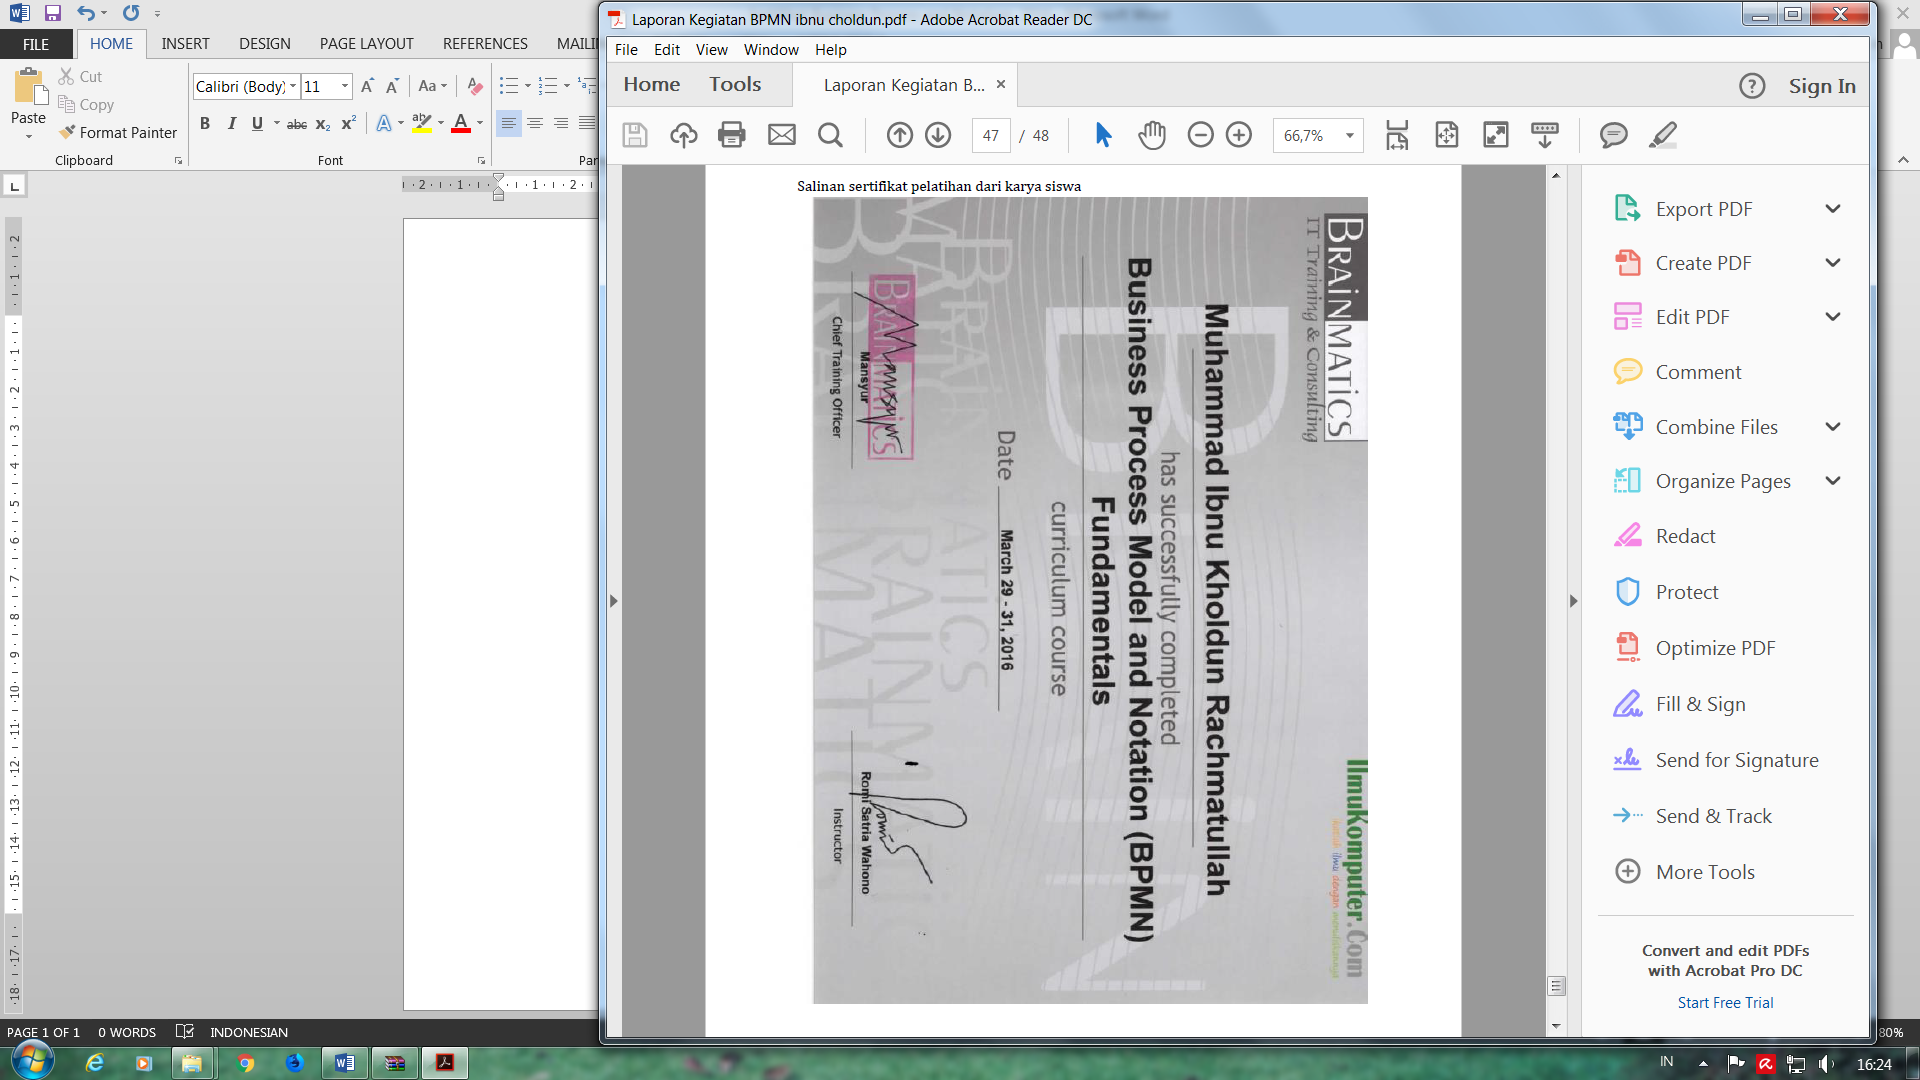 FILE
HOME
INSERT
DESIGN
PAGE LAYOUT
REFERENCES
Cut
Copy
Paste
Format Painter
Clipboard
Calibri (Body)
11
Font
PAGE 1 OF 1
0 WORDS
INDONESIAN
80%
Laporan Kegiatan BPMN ibnu choldun.pdf - Adobe Acrobat Reader DC
File Edit View Window Help
Home
Tools
Laporan Kegiatan B...
Sign In
47 / 48
66,7%
Salinan sertifikat pelatihan dari karya siswa
BRAINMATICS
IT Training & Consulting
IlmuKomputer.Com
Muhammad Ibnu Kholdun Rachmatullah
has successfully completed
Business Process Model and Notation (BPMN)
Fundamentals
curriculum course
Date March 29 - 31, 2016
BRAINMATICS
Mansyur
Chief Training Officer
Romi Satria Wahono
Instructor
Export PDF
Create PDF
Edit PDF
Comment
Combine Files
Organize Pages
Redact
Protect
Optimize PDF
Fill & Sign
Send for Signature
Send & Track
More Tools
Convert and edit PDFs
with Acrobat Pro DC
Start Free Trial
IN
16:24